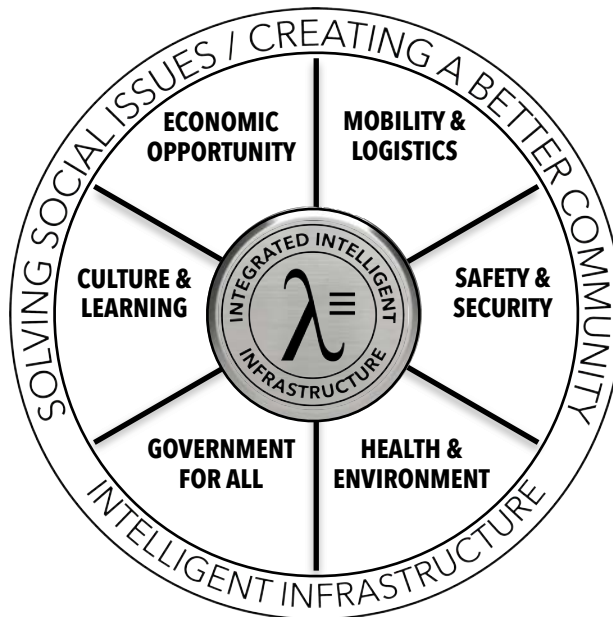 SOLVING SOCIAL ISSUES / CREATING A BETTER COMMUNITY
ECONOMIC
OPPORTUNITY
MOBILITY &
LOGISTICS
CULTURE &
LEARNING
INTEGRATED INTELLIGENT
λ≡
INFRASTRUCTURE
SAFETY &
SECURITY
GOVERNMENT
FOR ALL
HEALTH &
ENVIRONMENT
INTELLIGENT INFRASTRUCTURE